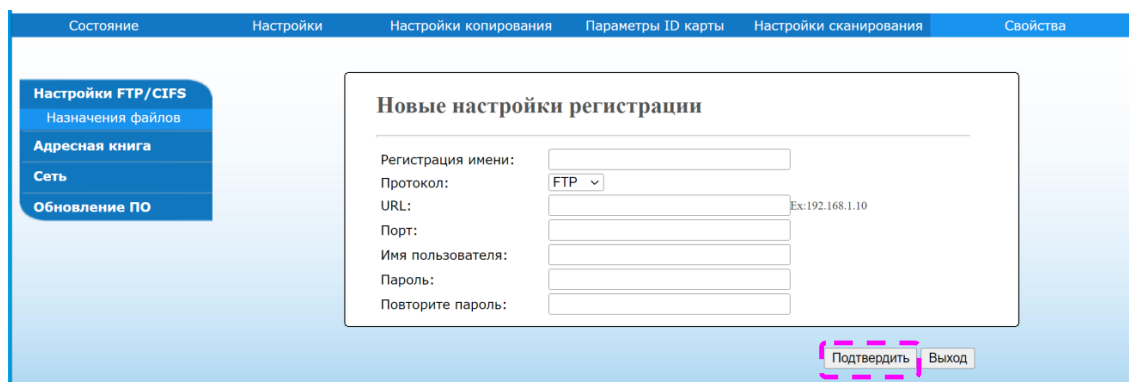 Состояние Настройки Настройки копирования Параметры ID карты Настройки сканирования Свойства
Настройки FTP/CIFS
Назначения файлов
Адресная книга
Сеть
Обновление ПО
Новые настройки регистрации
Регистрация имени:
Протокол: FTP
URL: Ex:192.168.1.10
Порт:
Имя пользователя:
Пароль:
Повторите пароль:
Подтвердить Выход